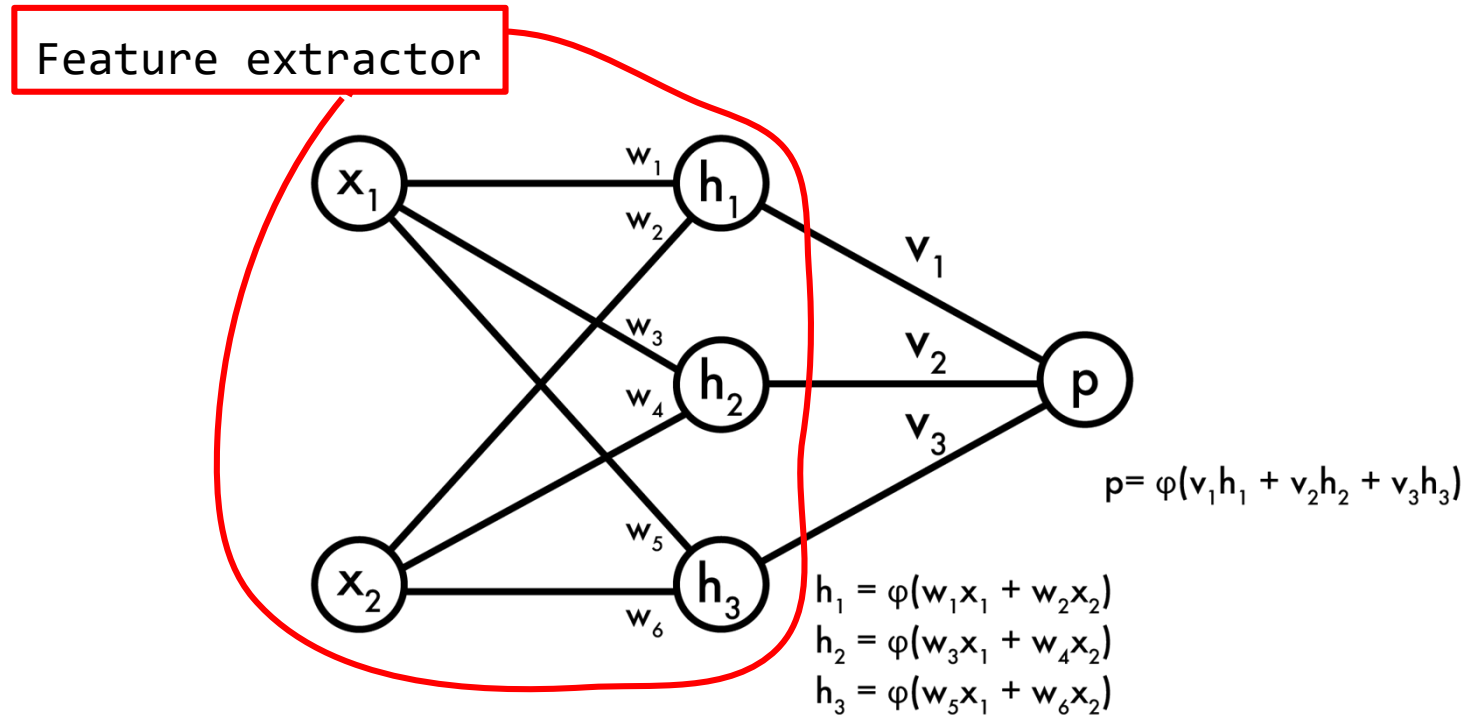 Feature extractor
x₁
w₁
h₁
w₂
v₁
w₃
v₂
h₂
p
w₄
v₃
p= φ(v₁h₁ + v₂h₂ + v₃h₃)
w₅
x₂
h₃
w₆
h₁ = φ(w₁x₁ + w₂x₂)
h₂ = φ(w₃x₁ + w₄x₂)
h₃ = φ(w₅x₁ + w₆x₂)